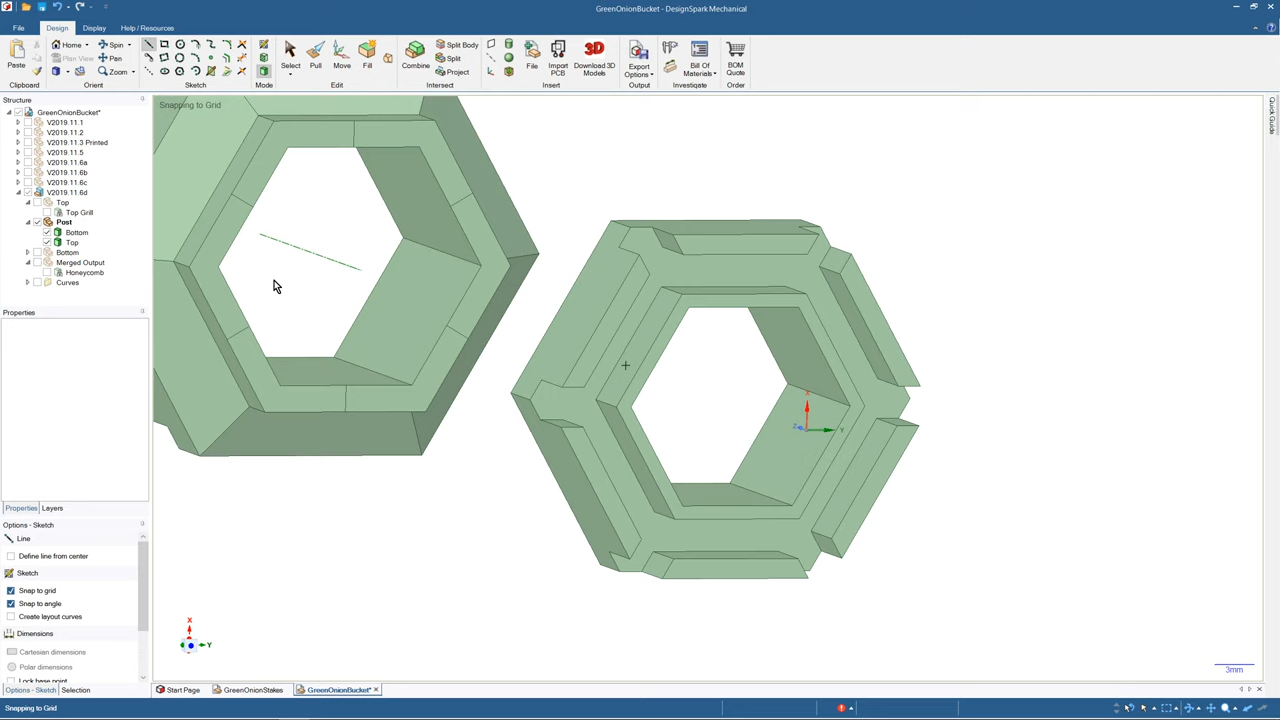 GreenOnionBucket - DesignSpark Mechanical
File Design Display Help / Resources
Home Spin Split Body
Paste Plan View Pan Select Pull Move Fill Combine Split File Import PCB Download 3D Models Export Options Bill Of Materials BOM Quote
Zoom Project
Clipboard Orient Sketch Mode Edit Intersect Insert Output Investigate Order
Structure
Snapping to Grid
Quick Guide
GreenOnionBucket*
V2019.11.1
V2019.11.2
V2019.11.3 Printed
V2019.11.5
V2019.11.6a
V2019.11.6b
V2019.11.6c
V2019.11.6d
Top
Top Grill
Post
Bottom
Top
Bottom
Merged Output
Honeycomb
Curves
Properties
X
Y
Z
Properties Layers
Options - Sketch
Line
Define line from center
Sketch
Snap to grid
Snap to angle
Create layout curves
Dimensions
Cartesian dimensions
Polar dimensions
Lock base point
X
Y
3mm
Options - Sketch Selection
Start Page GreenOnionStakes GreenOnionBucket*
Snapping to Grid